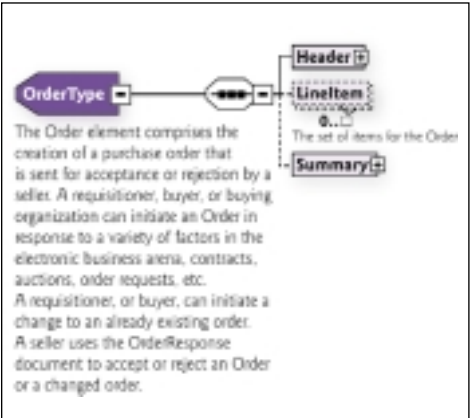 Header
OrderType
LineItem
0..
The set of items for the Order
Summary
The Order element comprises the
creation of a purchase order that
is sent for acceptance or rejection by a
seller. A requisitioner, buyer, or buying
organization can initiate an Order in
response to a variety of factors in the
electronic business arena, contracts,
auctions, order requests, etc.
A requisitioner, or buyer, can initiate a
change to an already existing order.
A seller uses the OrderResponse
document to accept or reject an Order
or a changed order.